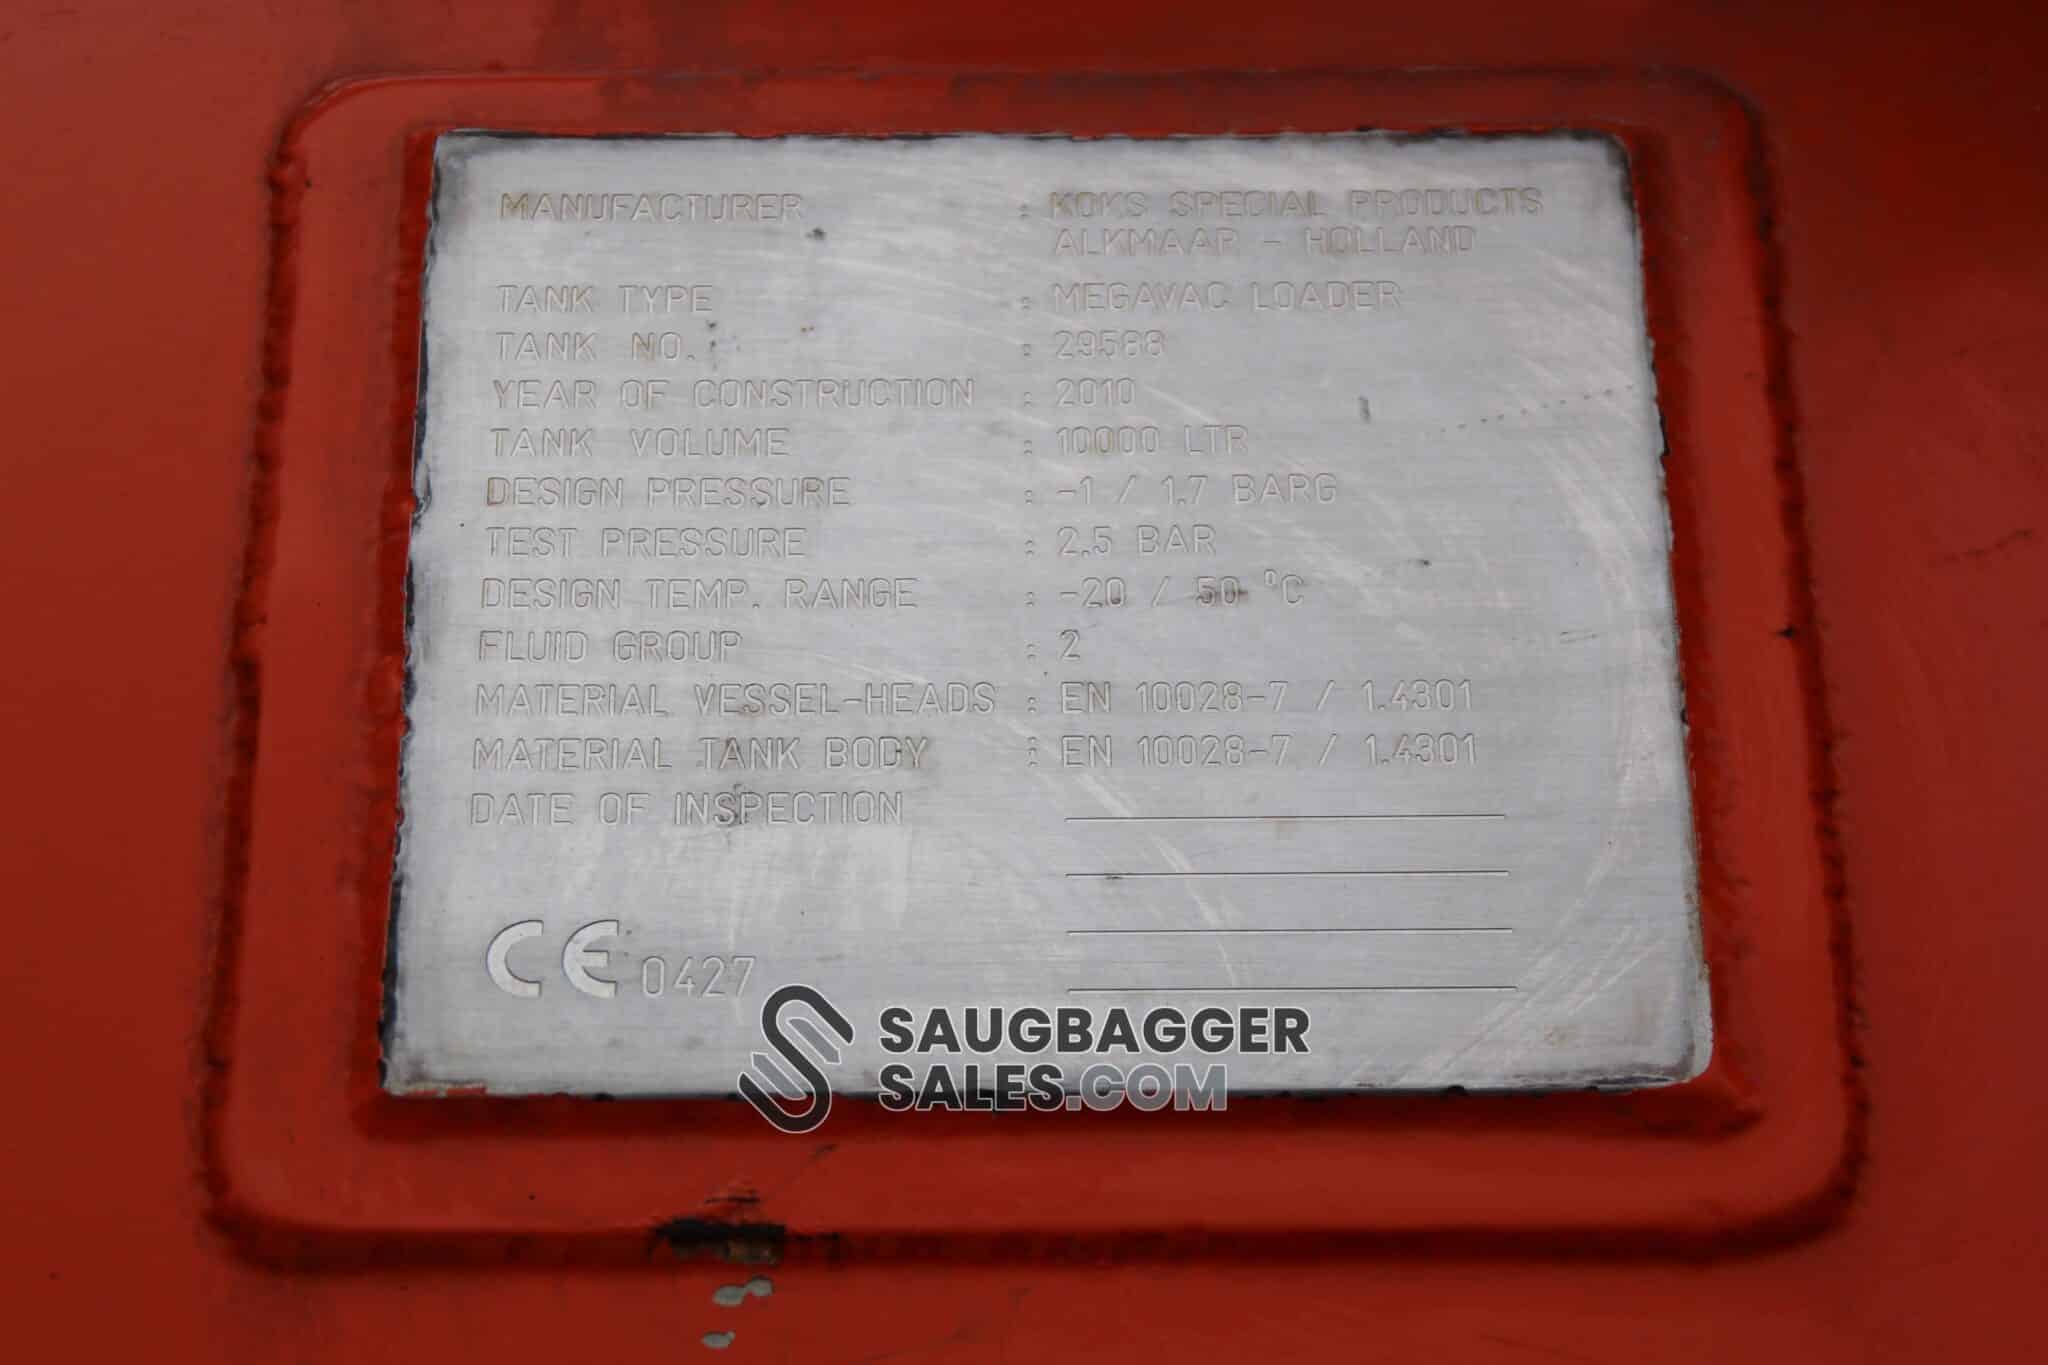 MANUFACTURER : KOKS SPECIAL PRODUCTS
ALKMAAR - HOLLAND
TANK TYPE : MEGAVAC LOADER
TANK NO. : 29588
YEAR OF CONSTRUCTION : 2010
TANK VOLUME : 10000 LTR
DESIGN PRESSURE : -1 / 1.7 BARG
TEST PRESSURE : 2.5 BAR
DESIGN TEMP. RANGE : -20 / 50 °C
FLUID GROUP : 2
MATERIAL VESSEL-HEADS : EN 10028-7 / 1.4301
MATERIAL TANK BODY : EN 10028-7 / 1.4301
DATE OF INSPECTION
CE 0427
SAUGBAGGER
SALES.COM